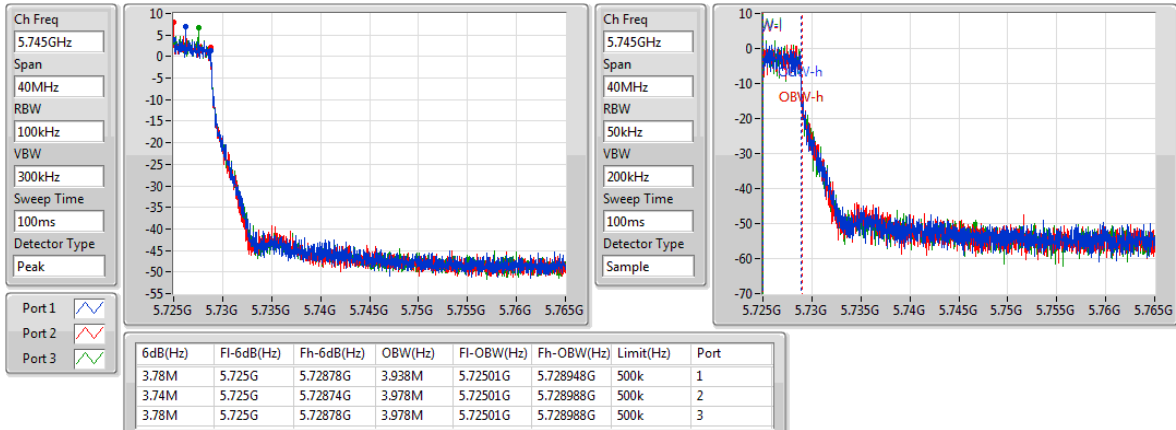 Ch Freq
5.745GHz
Span
40MHz
RBW
100kHz
VBW
300kHz
Sweep Time
100ms
Detector Type
Peak
10
5
0
-5
-10
-15
-20
-25
-30
-35
-40
-45
-50
-55
5.725G 5.73G 5.735G 5.74G 5.745G 5.75G 5.755G 5.76G 5.765G
Ch Freq
5.745GHz
Span
40MHz
RBW
50kHz
VBW
200kHz
Sweep Time
100ms
Detector Type
Sample
10
0
-10
-20
-30
-40
-50
-60
-70
OBW-h
5.725G 5.73G 5.735G 5.74G 5.745G 5.75G 5.755G 5.76G 5.765G
Port 1
Port 2
Port 3
6dB(Hz) Fl-6dB(Hz) Fh-6dB(Hz) OBW(Hz) Fl-OBW(Hz) Fh-OBW(Hz) Limit(Hz) Port
3.78M 5.725G 5.72878G 3.938M 5.72501G 5.728948G 500k 1
3.74M 5.725G 5.72874G 3.978M 5.72501G 5.728988G 500k 2
3.78M 5.725G 5.72878G 3.978M 5.72501G 5.728988G 500k 3